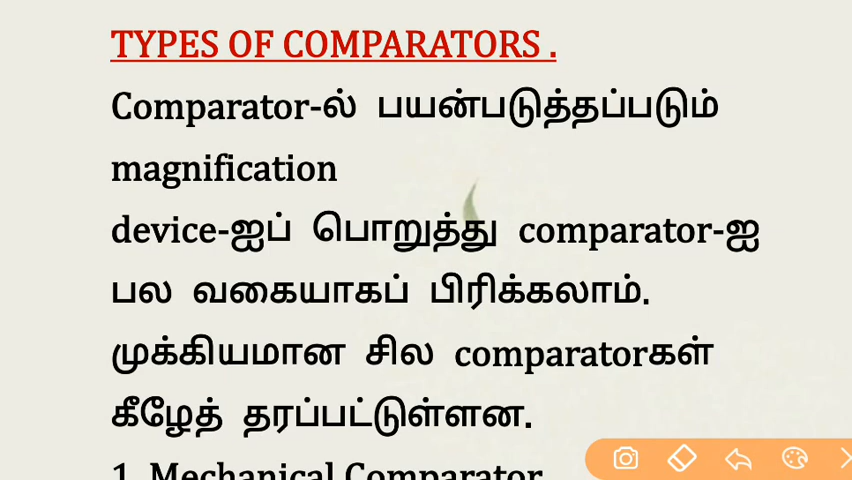 TYPES OF COMPARATORS .
Comparator-ல் பயன்படுத்தப்படும்
magnification
device-ஐப் பொறுத்து comparator-ஐ
பல வகையாகப் பிரிக்கலாம்.
முக்கியமான சில comparatorகள்
கீழேத் தரப்பட்டுள்ளன.
1. Mechanical Comparator